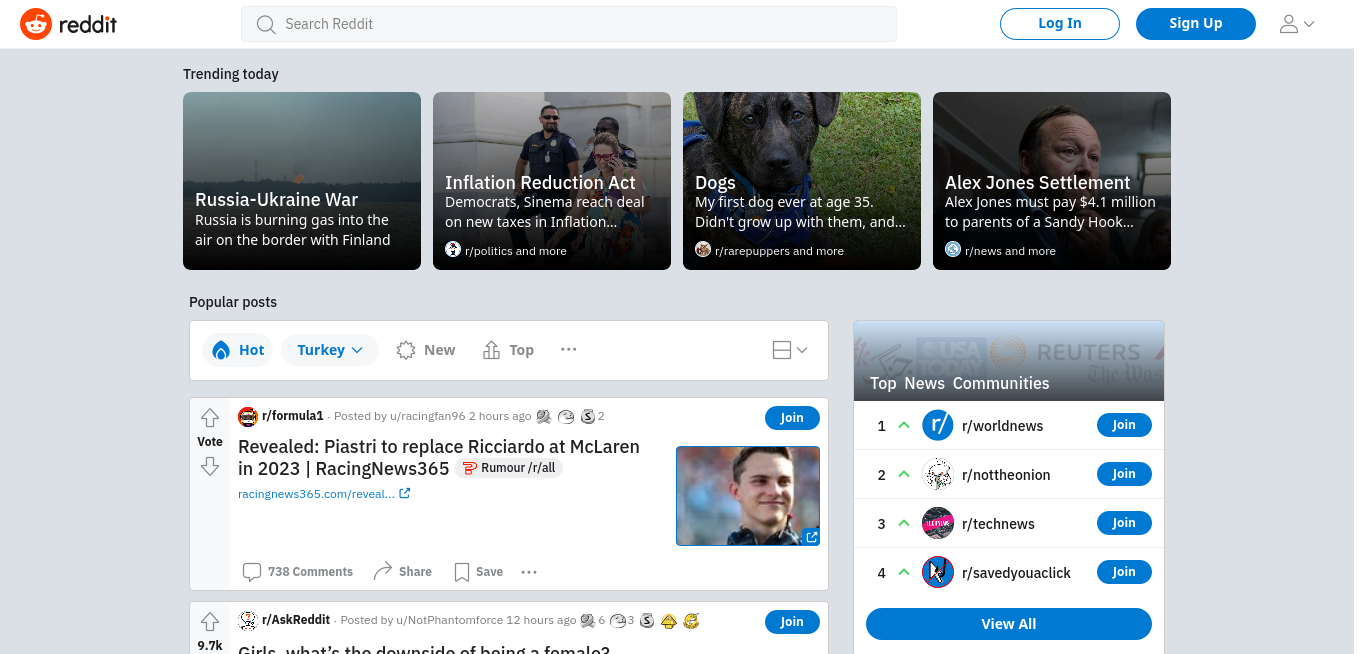 reddit
Search Reddit
Log In
Sign Up
Trending today
Russia-Ukraine War
Russia is burning gas into the
air on the border with Finland
Inflation Reduction Act
Democrats, Sinema reach deal
on new taxes in Inflation...
r/politics and more
Dogs
My first dog ever at age 35.
Didn't grow up with them, and...
r/rarepuppers and more
Alex Jones Settlement
Alex Jones must pay $4.1 million
to parents of a Sandy Hook...
r/news and more
Popular posts
Hot
Turkey
New
Top
r/formula1 · Posted by u/racingfan96 2 hours ago 2
Join
Vote
Revealed: Piastri to replace Ricciardo at McLaren
in 2023 | RacingNews365 Rumour /r/all
racingnews365.com/reveal...
738 Comments
Share
Save
r/AskReddit · Posted by u/NotPhantomforce 12 hours ago 6 3
Join
9.7k
Girls, what's the downside of being a female?
USA TODAY
REUTERS
The Was
Top News Communities
1 r/worldnews Join
2 r/nottheonion Join
3 r/technews Join
4 r/savedyouaclick Join
View All